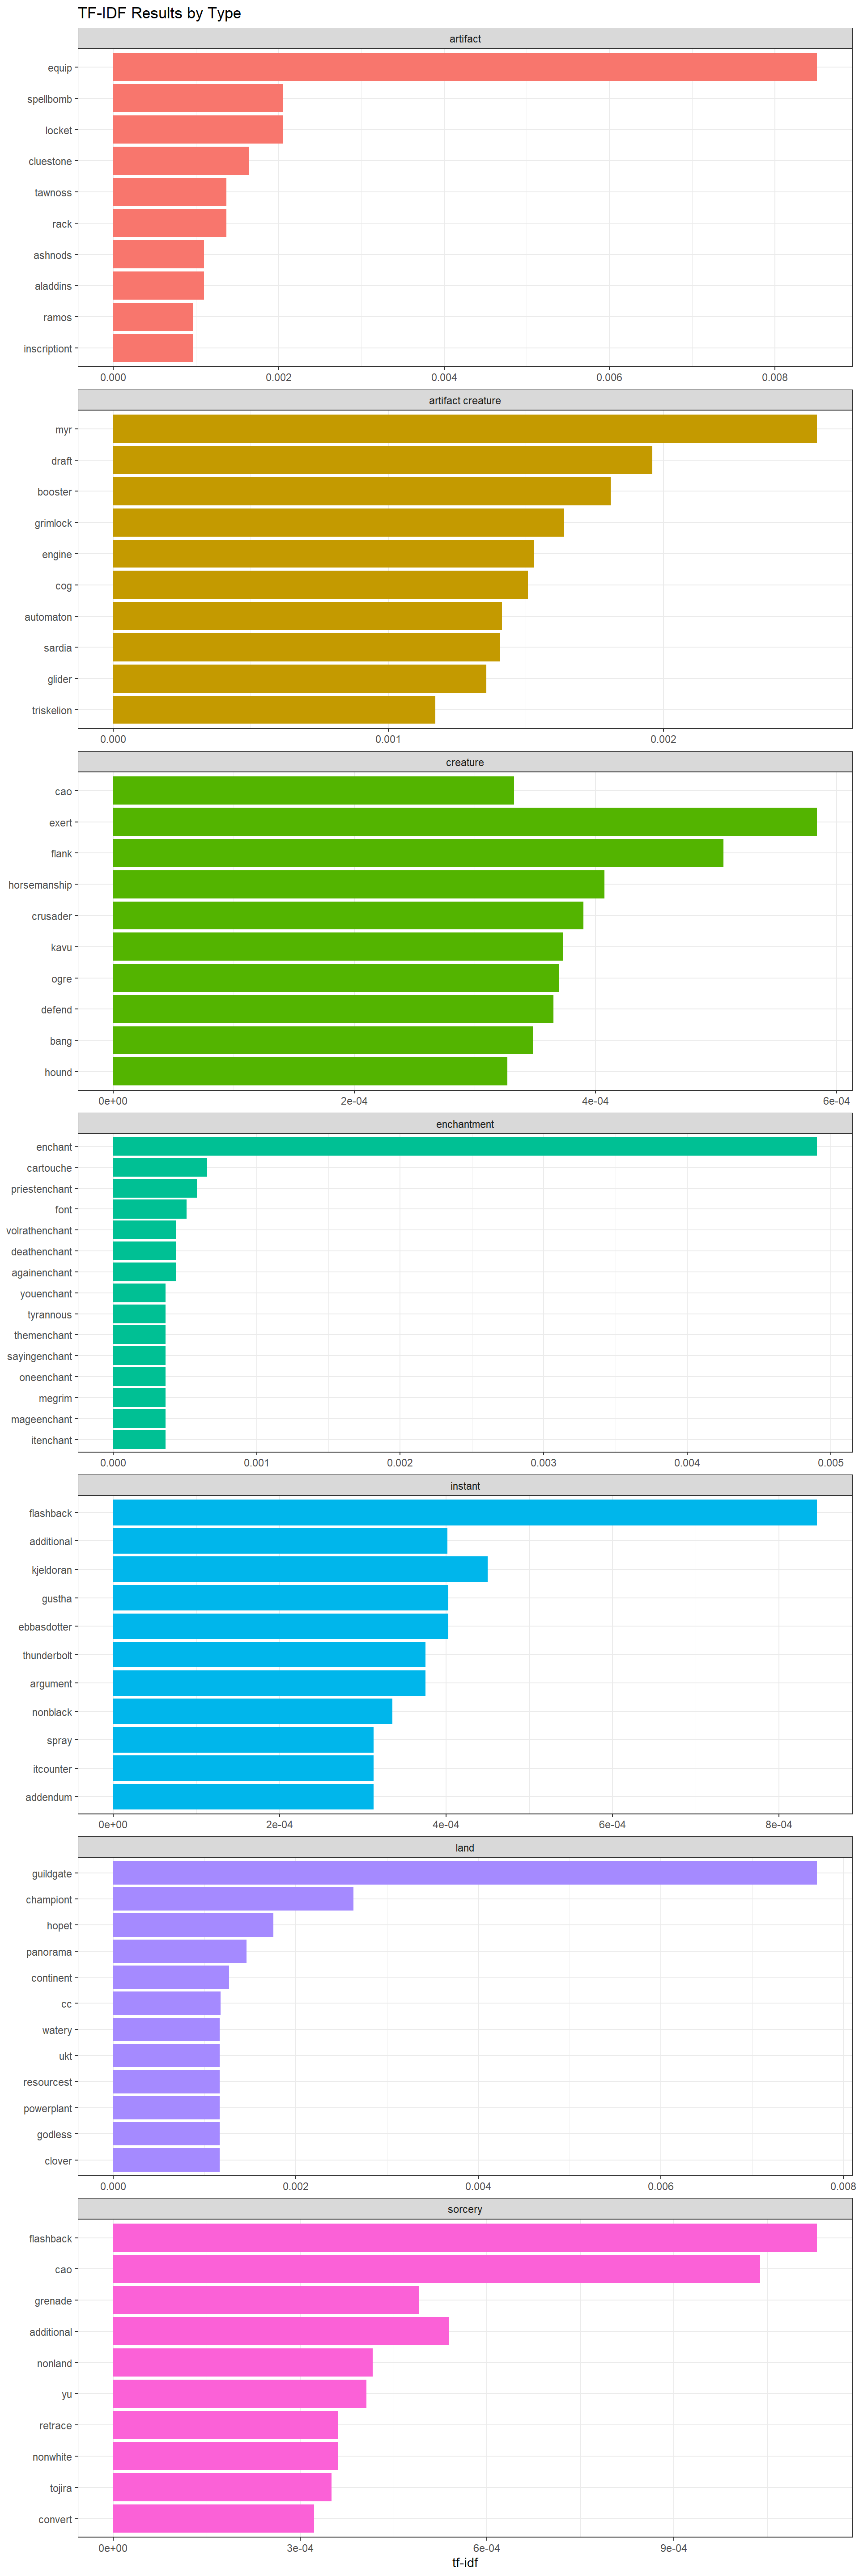 TF-IDF Results by Type
artifact
equip
spellbomb
locket
cluestone
tawnoss
rack
ashnods
aladdins
ramos
inscriptiont
0.000 0.002 0.004 0.006 0.008
artifact creature
myr
draft
booster
grimlock
engine
cog
automaton
sardia
glider
triskelion
0.000 0.001 0.002
creature
cao
exert
flank
horsemanship
crusader
kavu
ogre
defend
bang
hound
0e+00 2e-04 4e-04 6e-04
enchantment
enchant
cartouche
priestenchant
font
volrathenchant
deathenchant
againenchant
youenchant
tyrannous
themenchant
sayingenchant
oneenchant
megrim
mageenchant
itenchant
0.000 0.001 0.002 0.003 0.004 0.005
instant
flashback
additional
kjeldoran
gustha
ebbasdotter
thunderbolt
argument
nonblack
spray
itcounter
addendum
0e+00 2e-04 4e-04 6e-04 8e-04
land
guildgate
championt
hopet
panorama
continent
cc
watery
ukt
resourcest
powerplant
godless
clover
0.000 0.002 0.004 0.006 0.008
sorcery
flashback
cao
grenade
additional
nonland
yu
retrace
nonwhite
tojira
convert
0e+00 3e-04 6e-04 9e-04
tf-idf